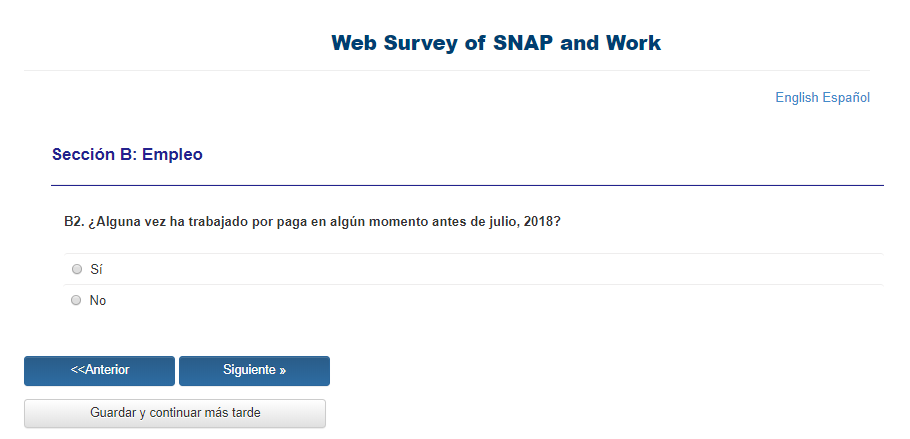 Web Survey of SNAP and Work
English Español
Sección B: Empleo
B2. ¿Alguna vez ha trabajado por paga en algún momento antes de julio, 2018?
Sí
No
<<Anterior
Siguiente »
Guardar y continuar más tarde